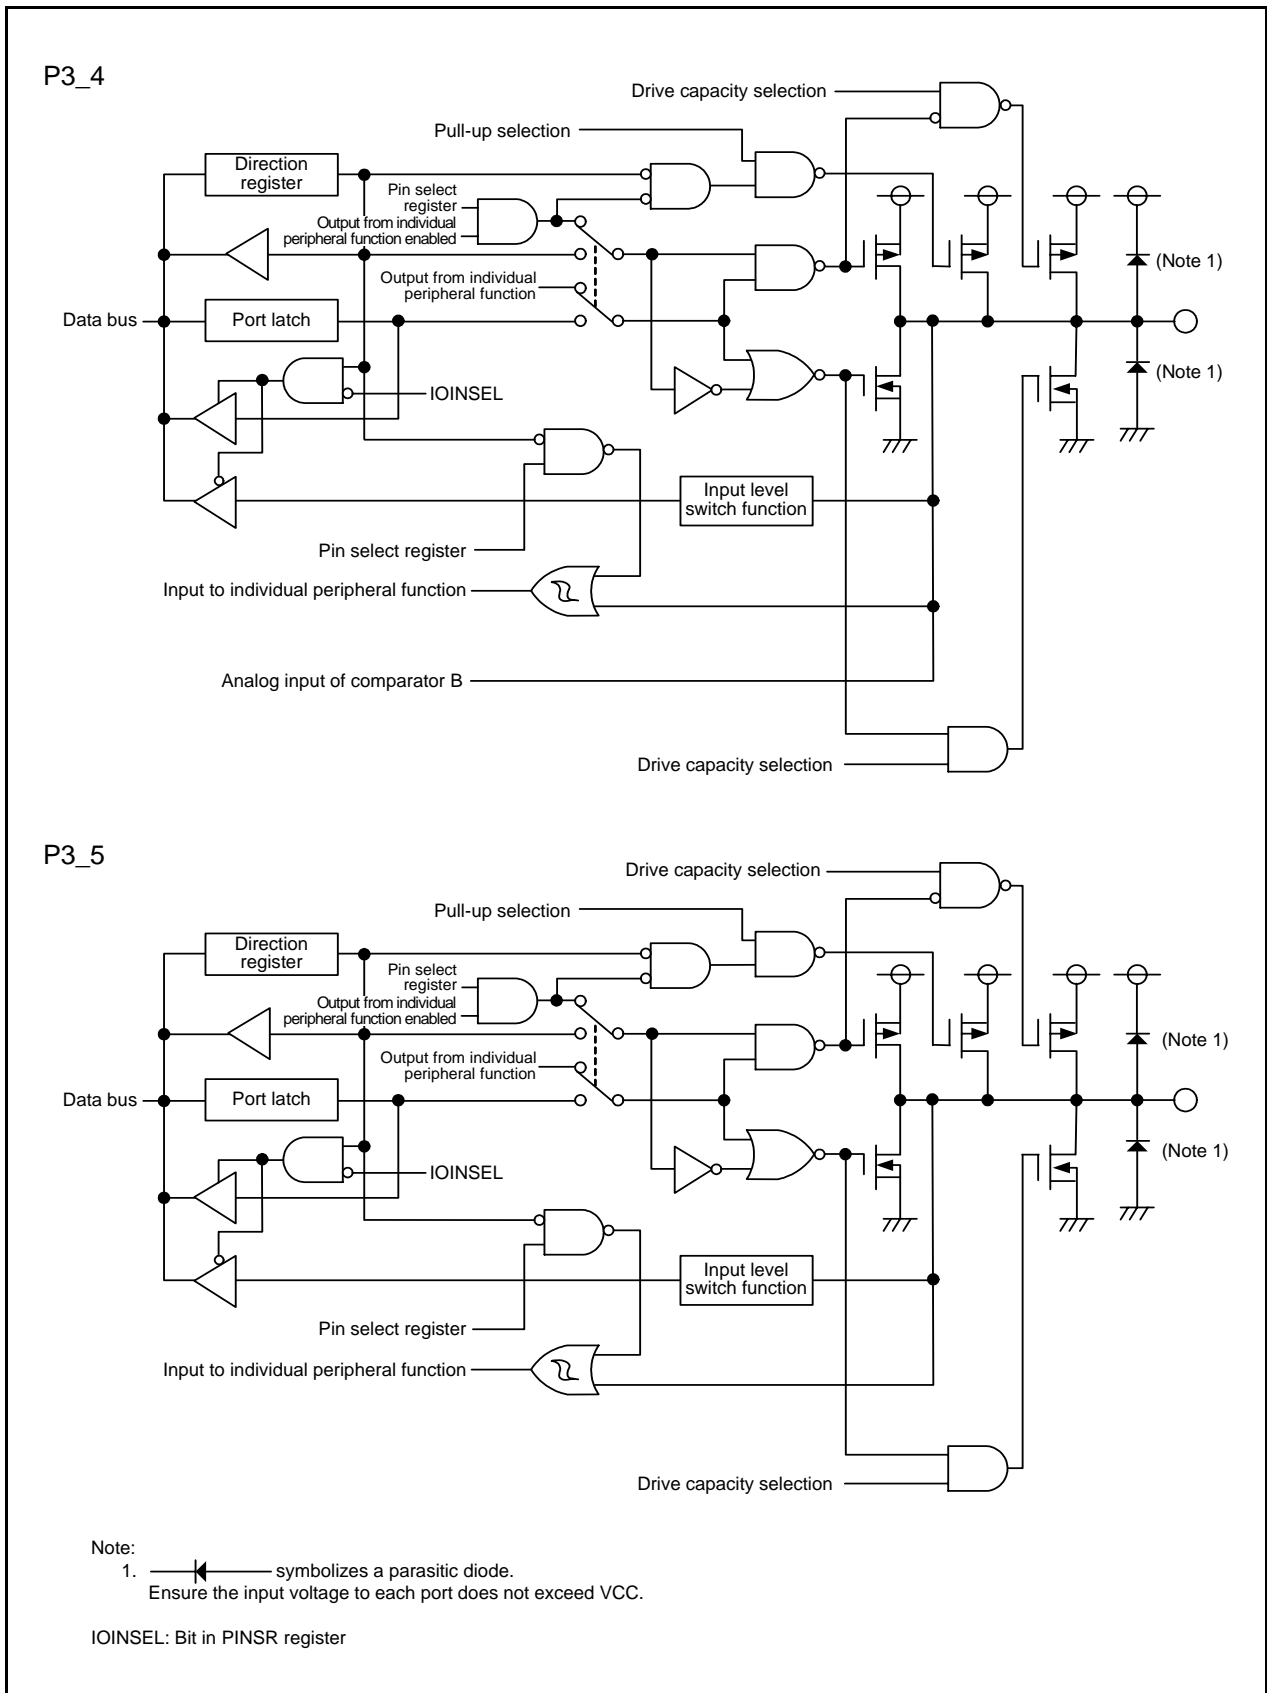 P3_4
Drive capacity selection
Pull-up selection
Direction
register
Pin select
register
Output from individual
peripheral function enabled
(Note 1)
Output from individual
peripheral function
Data bus
Port latch
(Note 1)
IOINSEL
Input level
switch function
Pin select register
Input to individual peripheral function
Analog input of comparator B
Drive capacity selection
P3_5
Drive capacity selection
Pull-up selection
Direction
register
Pin select
register
Output from individual
peripheral function enabled
(Note 1)
Output from individual
peripheral function
Data bus
Port latch
(Note 1)
IOINSEL
Input level
switch function
Pin select register
Input to individual peripheral function
Drive capacity selection
Note:
1. symbolizes a parasitic diode.
Ensure the input voltage to each port does not exceed VCC.
IOINSEL: Bit in PINSR register